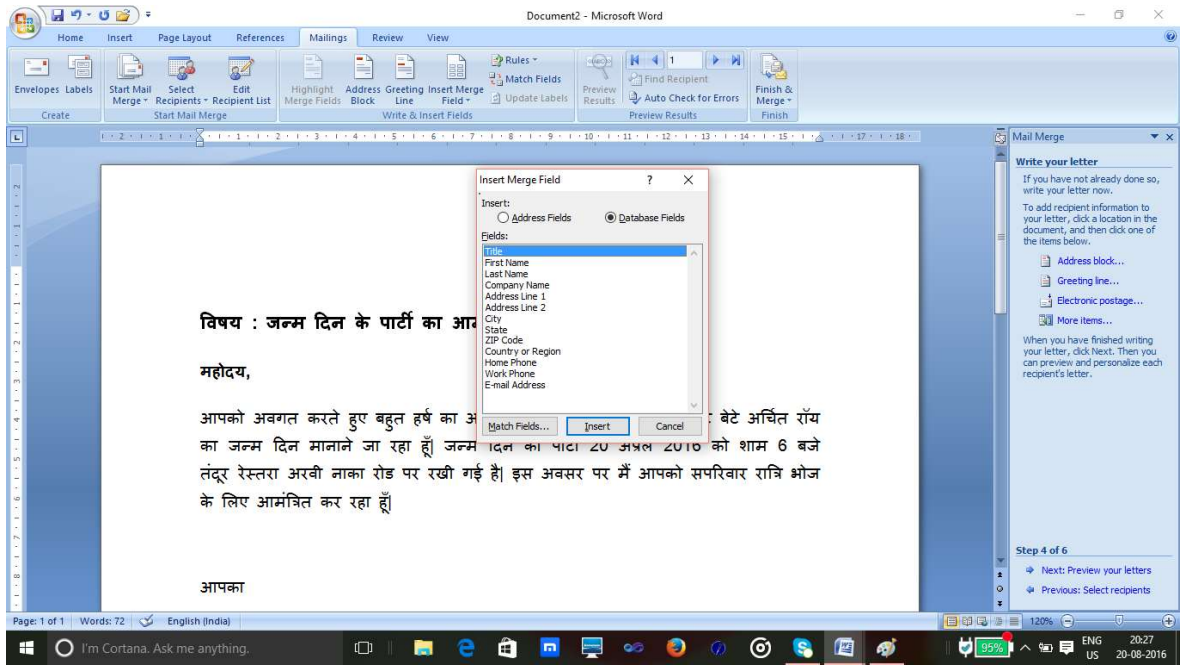 Document2 - Microsoft Word
Home Insert Page Layout References Mailings Review View
Envelopes Labels Start Mail Merge Select Recipients Edit Recipient List Highlight Merge Fields Address Block Greeting Line Insert Merge Field Rules Match Fields Update Labels Preview Results 1 Find Recipient Auto Check for Errors Finish & Merge
Create Start Mail Merge Write & Insert Fields Preview Results Finish
Insert Merge Field ? X
Insert:
Address Fields Database Fields
Fields:
Title
First Name
Last Name
Company Name
Address Line 1
Address Line 2
City
State
ZIP Code
Country or Region
Home Phone
Work Phone
E-mail Address
Match Fields... Insert Cancel
विषय : जन्म दिन के पार्टी का
महोदय,
आपको अवगत करते हुए बहुत हर्ष का बेटे अर्चित रॉय
का जन्म दिन मानाने जा रहा हूँ| जन्म दिन की पार्टी 20 अप्रैल 2016 को शाम 6 बजे
तंदूर रेस्तरा अरवी नाका रोड पर रखी गई है| इस अवसर पर मैं आपको सपरिवार रात्रि भोज
के लिए आमंत्रित कर रहा हूँ|
आपका
Mail Merge
Write your letter
If you have not already done so,
write your letter now.
To add recipient information to
your letter, click a location in the
document, and then click one of
the items below.
Address block...
Greeting line...
Electronic postage...
More items...
When you have finished writing
your letter, click Next. Then you
can preview and personalize each
recipient's letter.
Step 4 of 6
Next: Preview your letters
Previous: Select recipients
Page: 1 of 1 Words: 72 English (India) 120%
I'm Cortana. Ask me anything. 95% ENG US 20:27 20-08-2016